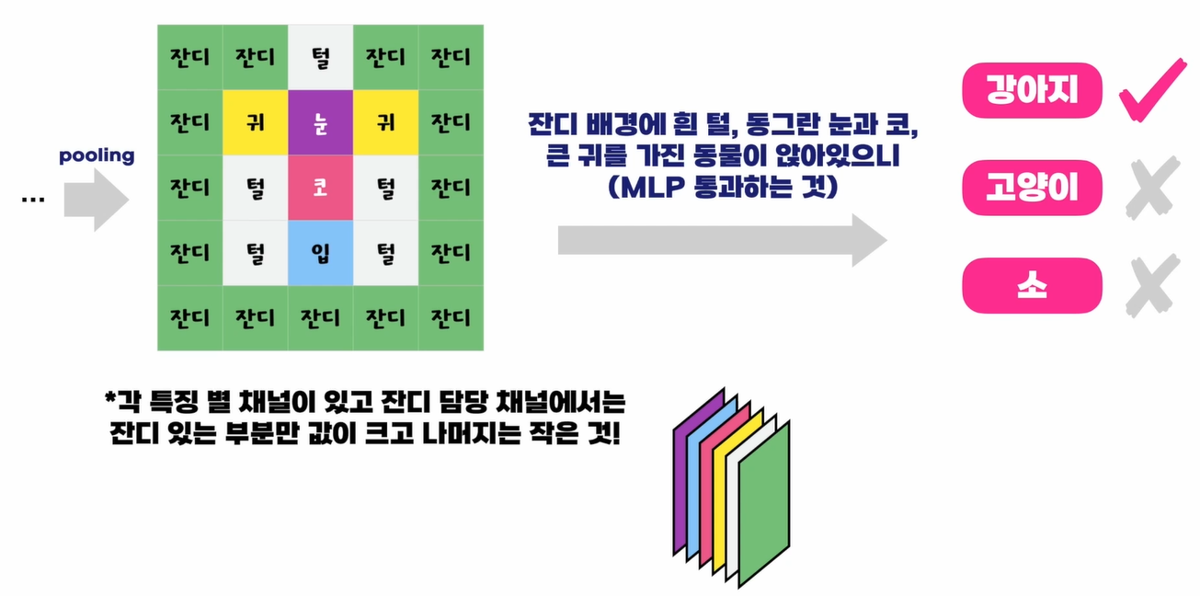 ... pooling
잔디 잔디 털 잔디 잔디
잔디 귀 눈 귀 잔디
잔디 털 코 털 잔디
잔디 털 입 털 잔디
잔디 잔디 잔디 잔디 잔디
잔디 배경에 흰 털, 동그란 눈과 코,
큰 귀를 가진 동물이 앉아있으니
(MLP 통과하는 것)
강아지
고양이
소
*각 특징 별 채널이 있고 잔디 담당 채널에서는
잔디 있는 부분만 값이 크고 나머지는 작은 것!